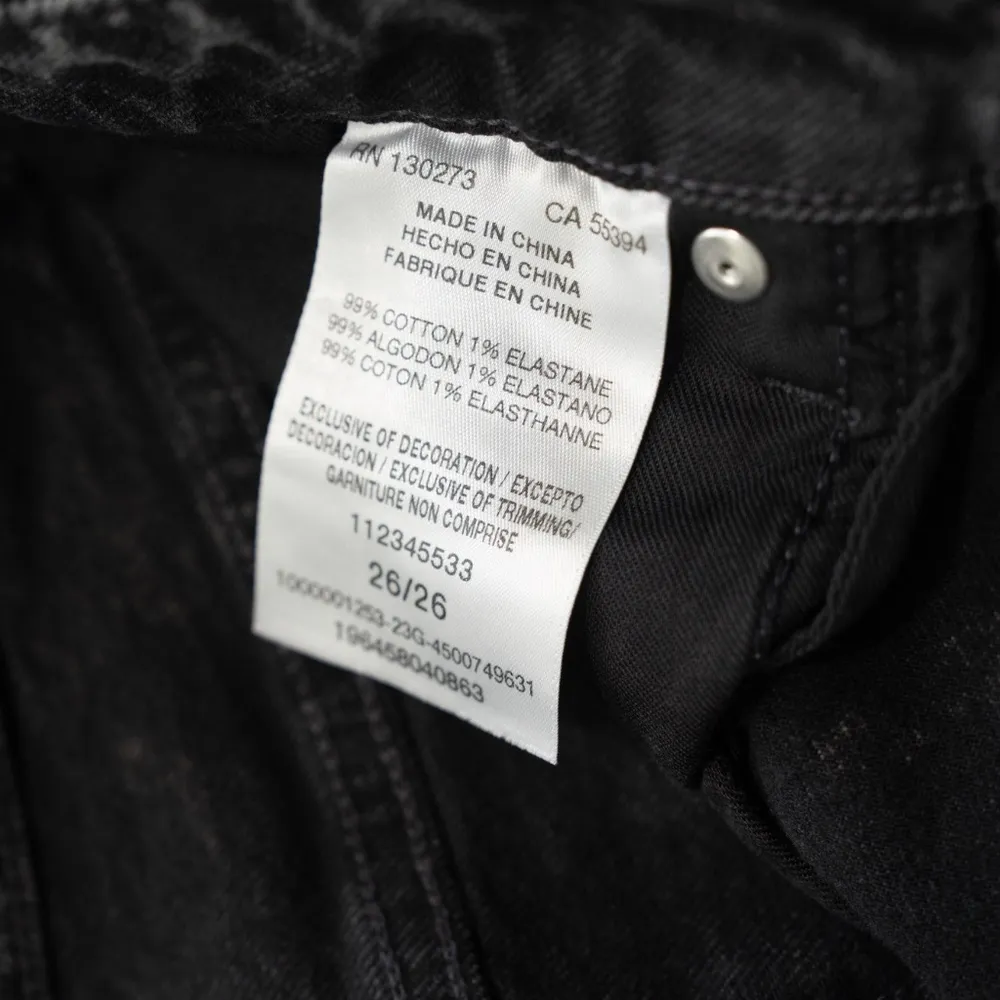 RN 130273 CA 55394
MADE IN CHINA
HECHO EN CHINA
FABRIQUE EN CHINE
99% COTTON 1% ELASTANE
99% ALGODON 1% ELASTANO
99% COTON 1% ELASTHANNE
EXCLUSIVE OF DECORATION / EXCEPTO
DECORACION / EXCLUSIVE OF TRIMMING/
GARNITURE NON COMPRISE
112345533
26/26
1000001253-23G-4500749631
196458040863